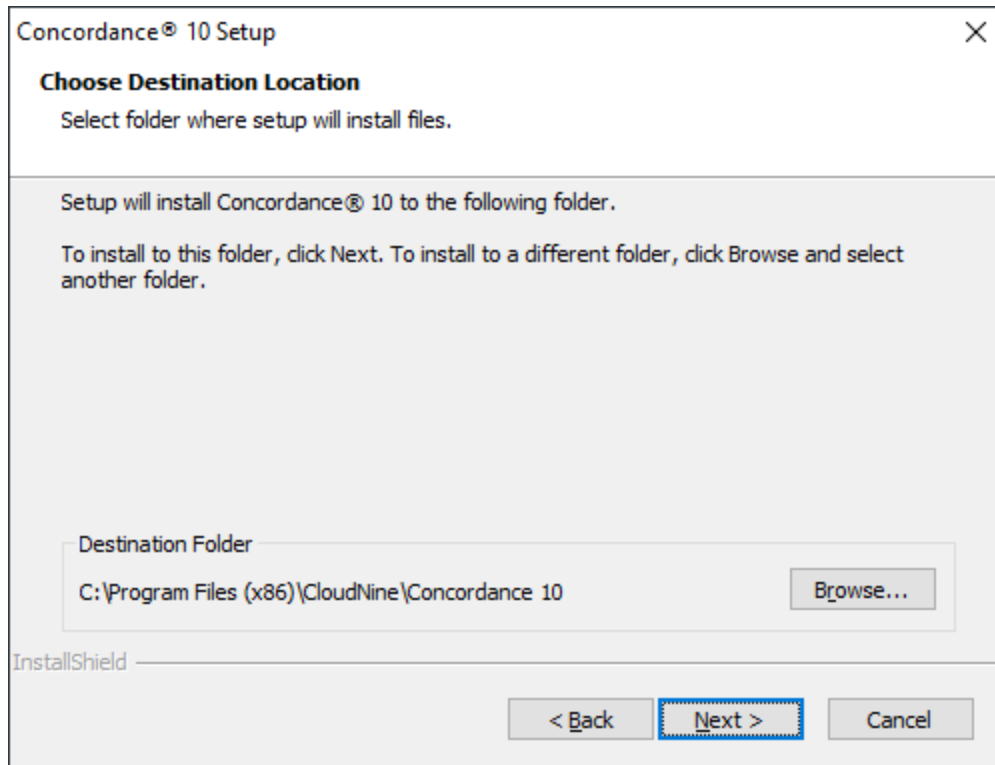 Concordance® 10 Setup
Choose Destination Location
Select folder where setup will install files.
Setup will install Concordance® 10 to the following folder.
To install to this folder, click Next. To install to a different folder, click Browse and select
another folder.
Destination Folder
C:\Program Files (x86)\CloudNine\Concordance 10
Browse...
InstallShield
< Back
Next >
Cancel